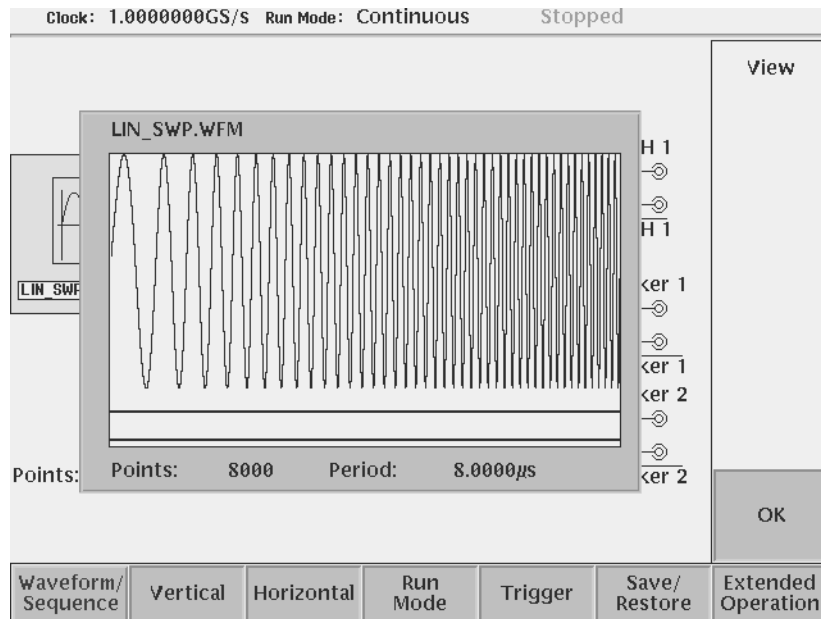 Clock: 1.0000000GS/s Run Mode: Continuous Stopped
View
LIN_SWP.WFM
H 1
H 1
LIN_SWP
ker 1
ker 1
ker 2
Points: 8000 Period: 8.0000µs
Points:
ker 2
OK
Waveform/
Sequence
Vertical
Horizontal
Run
Mode
Trigger
Save/
Restore
Extended
Operation